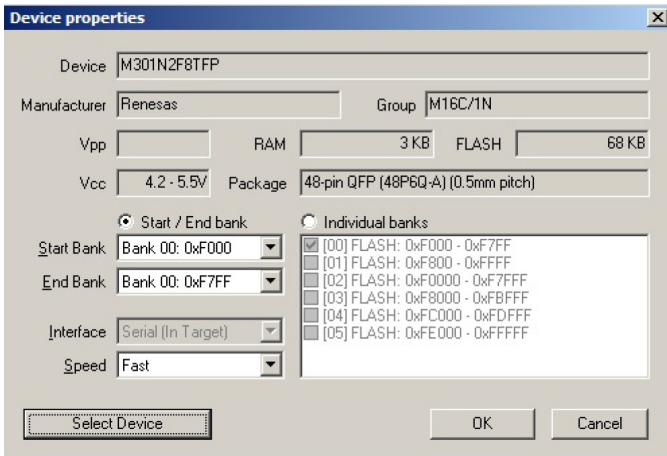 Device properties
Device M301N2F8TFP
Manufacturer Renesas Group M16C/1N
Vpp RAM 3 KB FLASH 68 KB
Vcc 4.2 - 5.5V Package 48-pin QFP (48P6Q-A) (0.5mm pitch)
Start / End bank Individual banks
Start Bank Bank 00: 0xF000
End Bank Bank 00: 0xF7FF
Interface Serial (In Target)
Speed Fast
[00] FLASH: 0xF000 - 0xF7FF
[01] FLASH: 0xF800 - 0xFFFF
[02] FLASH: 0xF0000 - 0xF7FFF
[03] FLASH: 0xF8000 - 0xFBFFF
[04] FLASH: 0xFC000 - 0xFDFFF
[05] FLASH: 0xFE000 - 0xFFFFF
Select Device OK Cancel